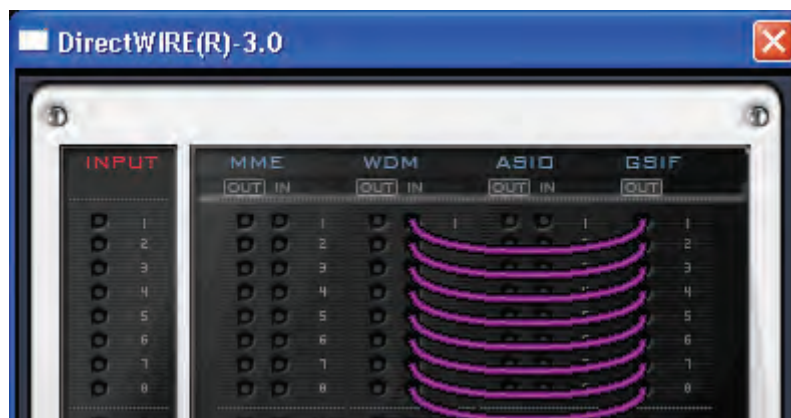 DirectWIRE(R)-3.0
INPUT MME WDM ASIO GSIF
OUT IN OUT IN OUT IN OUT
1 1 1 1 1
2 2 2
3 3 3
4 4 4
5 5 5
6 6 6
7 7 7
8 8 8